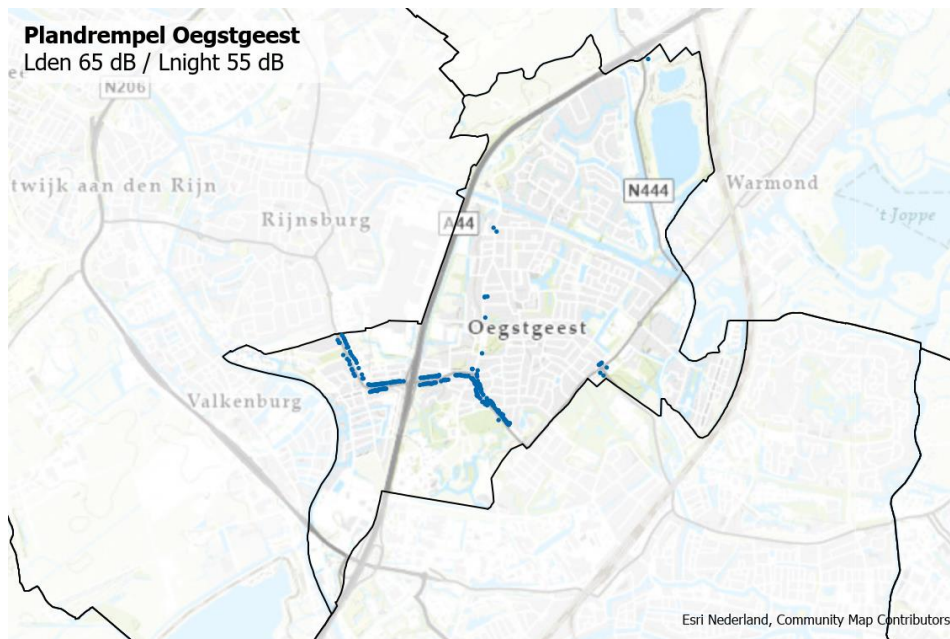 Plandrempel Oegstgeest
Lden 65 dB / Lnight 55 dB
N206
twijk aan den Rijn
Rijnsburg
A44
N444
Warmond
't Joppe
Oegstgeest
Valkenburg
Esri Nederland, Community Map Contributors